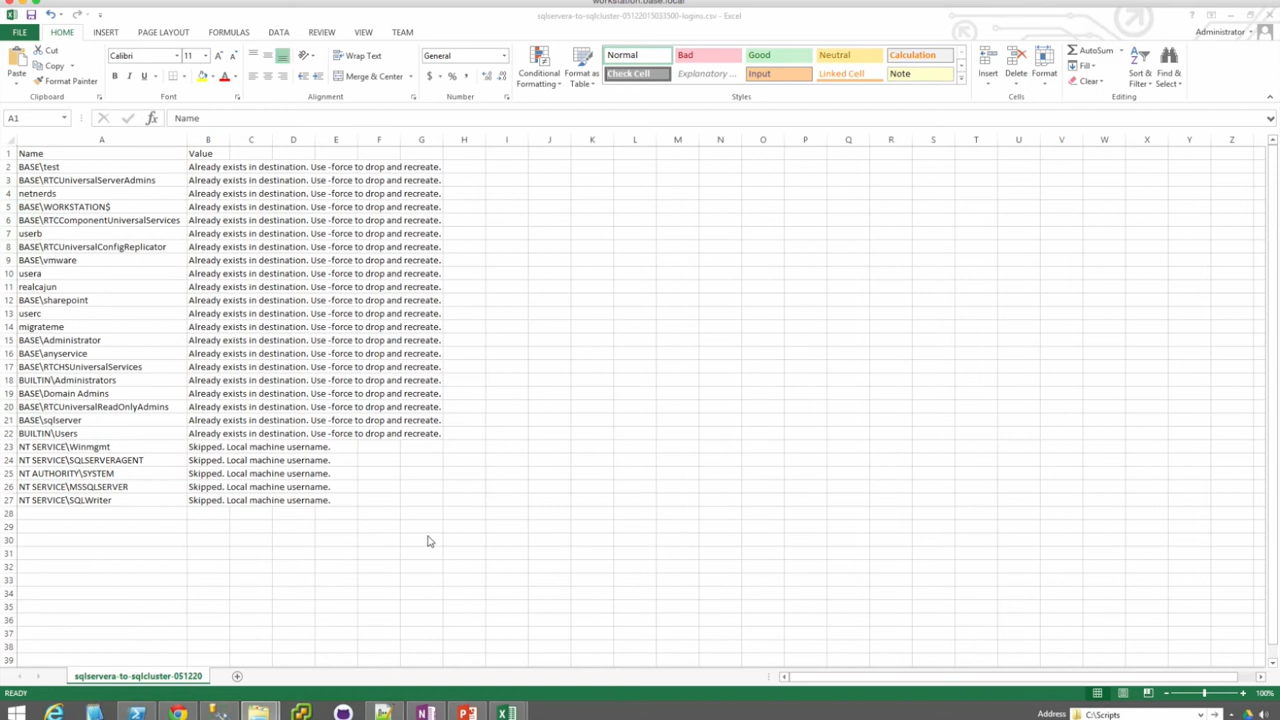 workstation.base.local
sqlservera-to-sqlcluster-05122015033500-logins.csv - Excel
FILE HOME INSERT PAGE LAYOUT FORMULAS DATA REVIEW VIEW TEAM Administrator
Paste Cut Copy Format Painter
Calibri 11
B I U
Wrap Text
Merge & Center
General
$ % ,
Conditional Formatting
Format as Table
Normal Bad Good Neutral Calculation
Check Cell Explanatory ... Input Linked Cell Note
Insert Delete Format
AutoSum Fill Clear
Sort & Filter
Find & Select
Clipboard Font Alignment Number Styles Cells Editing
A1 fx Name
A B C D E F G H I J K L M N O P Q R S T U V W X Y Z
1 Name Value
2 BASE\test Already exists in destination. Use -force to drop and recreate.
3 BASE\RTCUniversalServerAdmins Already exists in destination. Use -force to drop and recreate.
4 netnerds Already exists in destination. Use -force to drop and recreate.
5 BASE\WORKSTATION$ Already exists in destination. Use -force to drop and recreate.
6 BASE\RTCComponentUniversalServices Already exists in destination. Use -force to drop and recreate.
7 userb Already exists in destination. Use -force to drop and recreate.
8 BASE\RTCUniversalConfigReplicator Already exists in destination. Use -force to drop and recreate.
9 BASE\vmware Already exists in destination. Use -force to drop and recreate.
10 usera Already exists in destination. Use -force to drop and recreate.
11 realcajun Already exists in destination. Use -force to drop and recreate.
12 BASE\sharepoint Already exists in destination. Use -force to drop and recreate.
13 userc Already exists in destination. Use -force to drop and recreate.
14 migrateme Already exists in destination. Use -force to drop and recreate.
15 BASE\Administrator Already exists in destination. Use -force to drop and recreate.
16 BASE\anyservice Already exists in destination. Use -force to drop and recreate.
17 BASE\RTCHSUniversalServices Already exists in destination. Use -force to drop and recreate.
18 BUILTIN\Administrators Already exists in destination. Use -force to drop and recreate.
19 BASE\Domain Admins Already exists in destination. Use -force to drop and recreate.
20 BASE\RTCUniversalReadOnlyAdmins Already exists in destination. Use -force to drop and recreate.
21 BASE\sqlserver Already exists in destination. Use -force to drop and recreate.
22 BUILTIN\Users Already exists in destination. Use -force to drop and recreate.
23 NT SERVICE\Winmgmt Skipped. Local machine username.
24 NT SERVICE\SQLSERVERAGENT Skipped. Local machine username.
25 NT AUTHORITY\SYSTEM Skipped. Local machine username.
26 NT SERVICE\MSSQLSERVER Skipped. Local machine username.
27 NT SERVICE\SQLWriter Skipped. Local machine username.
28
29
30
31
32
33
34
35
36
37
38
39
sqlservera-to-sqlcluster-051220
READY 100%
Address C:\Scripts